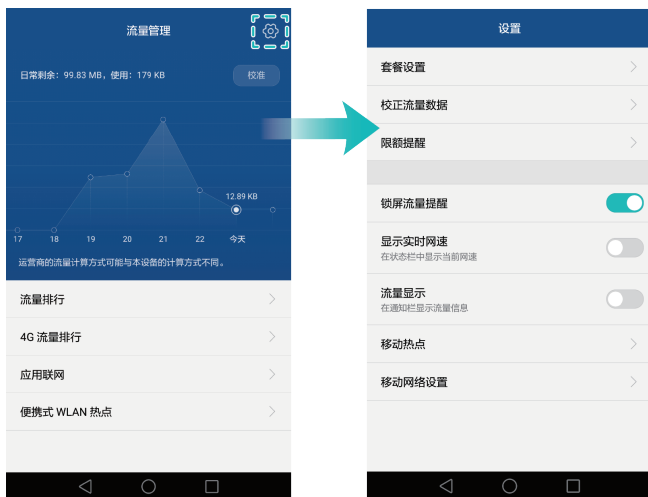 流量管理
日常剩余：99.83 MB，使用：179 KB
校准
12.89 KB
17 18 19 20 21 22 今天
运营商的流量计算方式可能与本设备的计算方式不同。
流量排行
4G 流量排行
应用联网
便携式 WLAN 热点
设置
套餐设置
校正流量数据
限额提醒
锁屏流量提醒
显示实时网速
在状态栏中显示当前网速
流量显示
在通知栏显示流量信息
移动热点
移动网络设置